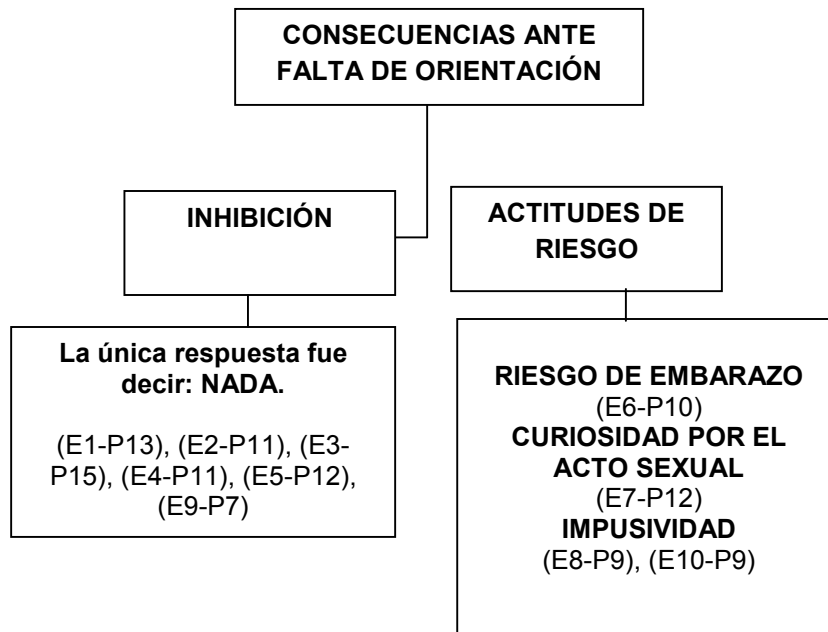 CONSECUENCIAS ANTE
FALTA DE ORIENTACIÓN
INHIBICIÓN
ACTITUDES DE
RIESGO
La única respuesta fue
decir: NADA.
(E1-P13), (E2-P11), (E3-
P15), (E4-P11), (E5-P12),
(E9-P7)
RIESGO DE EMBARAZO
(E6-P10)
CURIOSIDAD POR EL
ACTO SEXUAL
(E7-P12)
IMPUSIVIDAD
(E8-P9), (E10-P9)